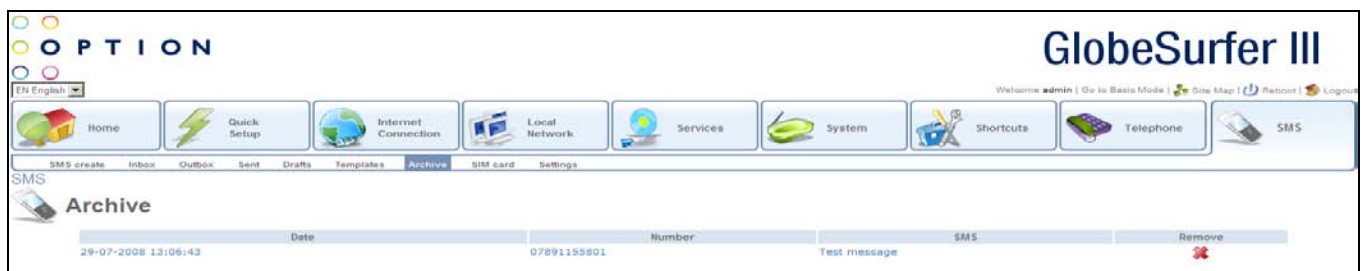 OPTION
GlobeSurfer III
EN English
Welcome admin | Go to Basic Mode | Site Map | Reboot | Logout
Home
Quick Setup
Internet Connection
Local Network
Services
System
Shortcuts
Telephone
SMS
SMS create Inbox Outbox Sent Drafts Templates Archive SIM card Settings
SMS
Archive
Date Number SMS Remove
29-07-2008 13:06:43 07891155801 Test message